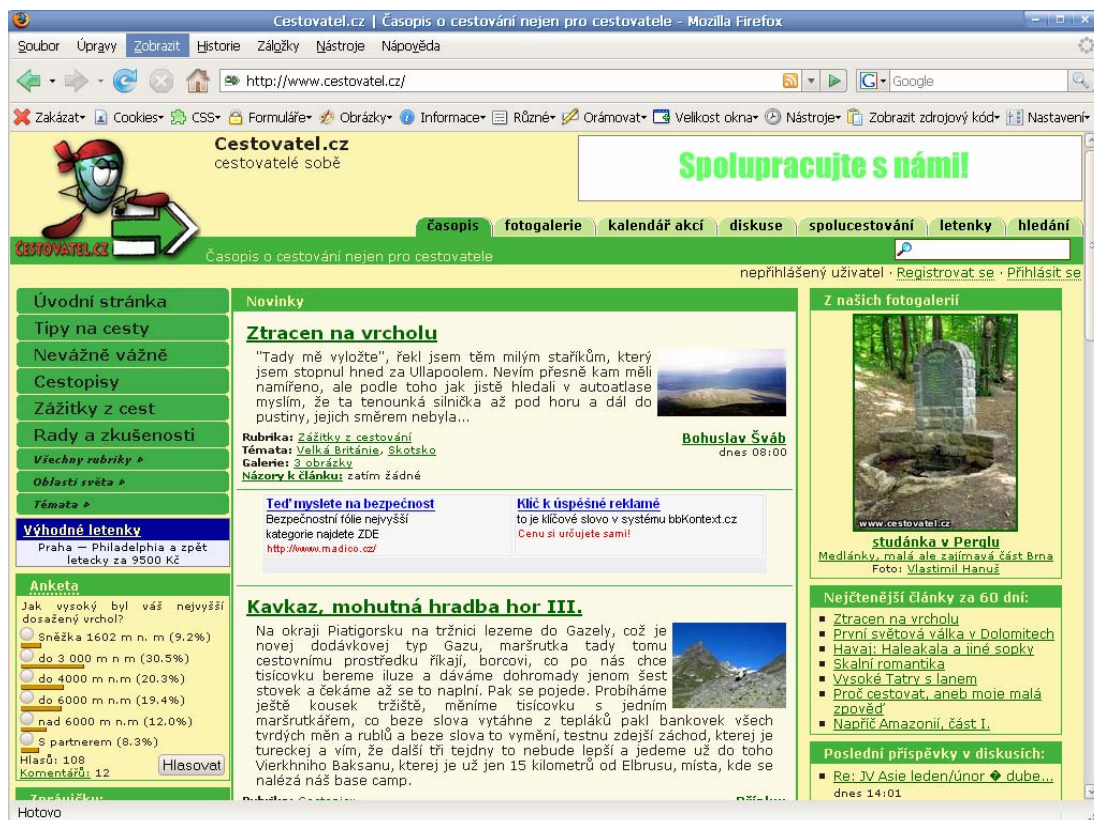 Cestovatel.cz | Časopis o cestování nejen pro cestovatele - Mozilla Firefox
Soubor Úpravy Zobrazit Historie Záložky Nástroje Nápověda
http://www.cestovatel.cz/
Google
Zakázat Cookies CSS Formuláře Obrázky Informace Různé Orámovat Velikost okna Nástroje Zobrazit zdrojový kód Nastavení
Cestovatel.cz
cestovatelé sobě
Spolupracujte s námi!
časopis fotogalerie kalendář akcí diskuse spolucestování letenky hledání
ČESTOVATEL.CZ
Časopis o cestování nejen pro cestovatele
nepřihlášený uživatel · Registrovat se · Přihlásit se
Úvodní stránka
Tipy na cesty
Nevážně vážně
Cestopisy
Zážitky z cest
Rady a zkušenosti
Všechny rubriky
Oblasti světa
Témata
Výhodné letenky
Praha — Philadelphia a zpět
letecky za 9500 Kč
Anketa
Jak vysoký byl váš nejvyšší
dosažený vrchol?
Sněžka 1602 m n. m (9.2%)
do 3 000 m n m (30.5%)
do 4000 m n.m (20.3%)
do 6000 m n.m (19.4%)
nad 6000 m n.m (12.0%)
S partnerem (8.3%)
Hlasů: 108
Komentářů: 12
Hlasovat
Zprávičky:
Novinky
Ztracen na vrcholu
"Tady mě vyložte", řekl jsem těm milým staříkům, který
jsem stopnul hned za Ullapoolem. Nevím přesně kam měli
namířeno, ale podle toho jak jistě hledali v autoatlase
myslím, že ta tenounká silnička až pod horu a dál do
pustiny, jejich směrem nebyla...
Rubrika: Zážitky z cestování
Témata: Velká Británie, Skotsko
Galerie: 3 obrázky
Názory k článku: zatím žádné
Bohuslav Šváb
dnes 08:00
Teď myslete na bezpečnost
Bezpečnostní fólie nejvyšší
kategorie najdete ZDE
http://www.madico.cz/
Klíč k úspěšné reklamě
to je klíčové slovo v systému bbKontext.cz
Cenu si určujete sami!
Kavkaz, mohutná hradba hor III.
Na okraji Piatigorsku na tržnici lezeme do Gazely, což je
novej dodávkovej typ Gazu, maršrutka tady tomu
cestovnímu prostředku říkají, borcovi, co po nás chce
tisícovku bereme iluze a dáváme dohromady jenom šest
stovek a čekáme až se to naplní. Pak se pojede. Probíháme
ještě kousek tržiště, měníme tisícovku s jedním
maršrutkářem, co beze slova vytáhne z tepláků pakl bankovek všech
tvrdých měn a rublů a beze slova to vymění, testnu zdejší záchod, kterej je
tureckej a vím, že další tři tejdny to nebude lepší a jedeme už do toho
Vierkhniho Baksanu, kterej je už jen 15 kilometrů od Elbrusu, místa, kde se
nalézá náš base camp.
Rubrika: Cestopisy
Z našich fotogalerií
www.cestovatel.cz
studánka v Perglu
Medlánky, malá ale zajímavá část Brna
Foto: Vlastimil Hanuš
Nejčtenější články za 60 dní:
Ztracen na vrcholu
První světová válka v Dolomitech
Havaj: Haleakala a jiné sopky
Skalní romantika
Vysoké Tatry s lanem
Proč cestovat, aneb moje malá
zpověď
Napříč Amazonií, část I.
Poslední příspěvky v diskusích:
Re: JV Asie leden/únor � dube...
dnes 14:01
Hotovo